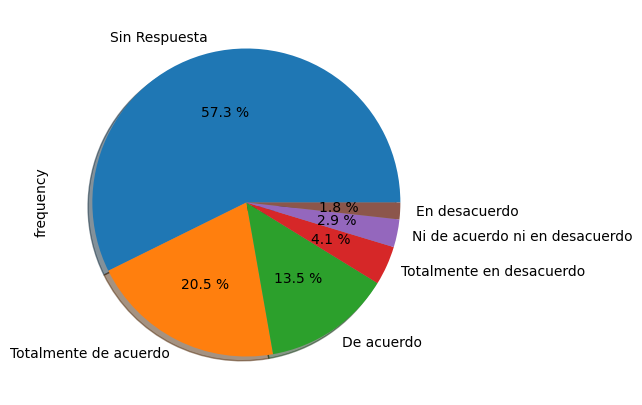 Sin Respuesta
57.3 %
frequency
1.8 %
En desacuerdo
2.9 %
Ni de acuerdo ni en desacuerdo
4.1 %
Totalmente en desacuerdo
20.5 %
13.5 %
De acuerdo
Totalmente de acuerdo